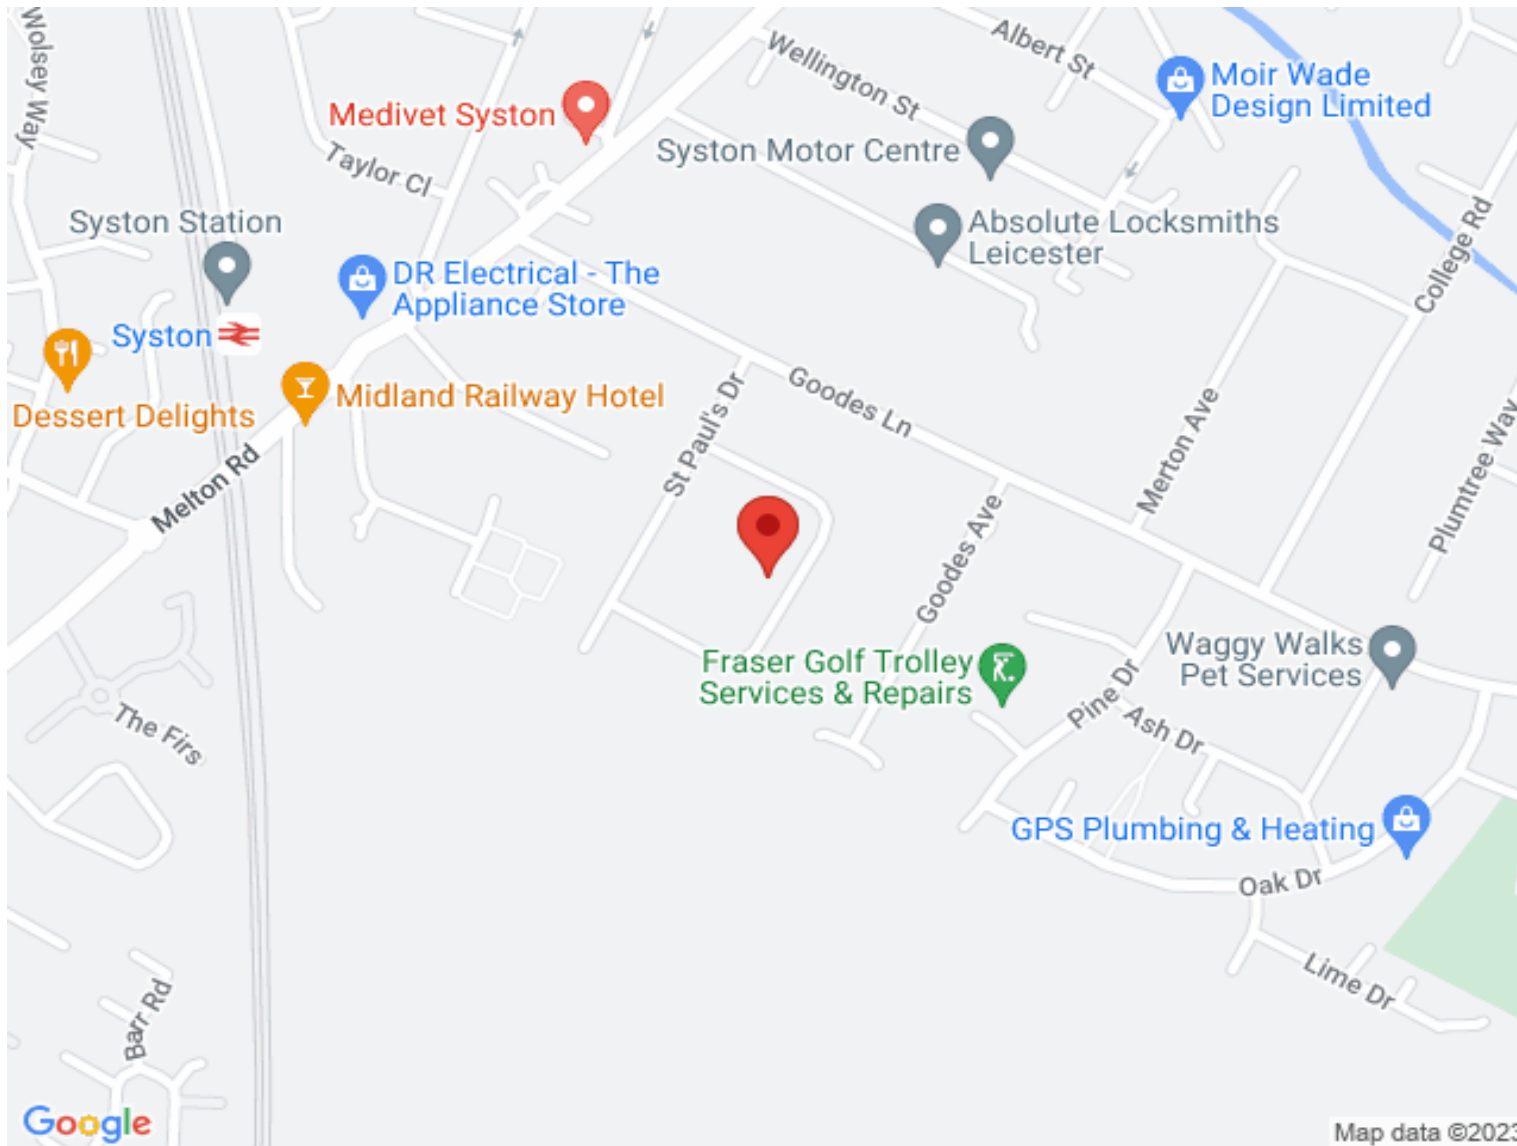 Wolsey Way
Albert St
Wellington St
Moir Wade
Design Limited
Medivet Syston
Syston Motor Centre
Taylor Cl
Syston Station
Absolute Locksmiths
Leicester
College Rd
DR Electrical - The
Appliance Store
Syston
Midland Railway Hotel
Dessert Delights
St Paul's Dr
Goodes Ln
Merton Ave
Plumtree Way
Melton Rd
Goodes Ave
Fraser Golf Trolley
Services & Repairs
Waggy Walks
Pet Services
Pine Dr
Ash Dr
The Firs
GPS Plumbing & Heating
Oak Dr
Lime Dr
Barr Rd
Google
Map data ©2023